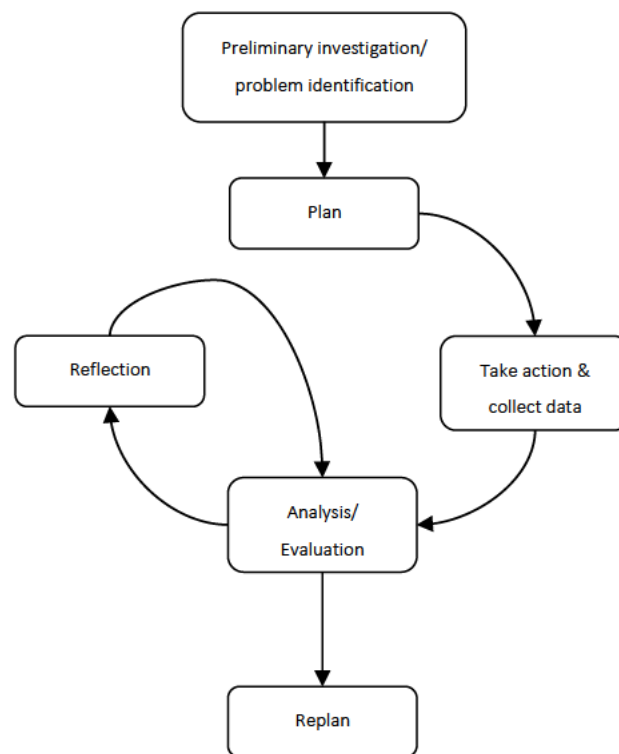 Preliminary investigation/
problem identification
Plan
Reflection
Take action &
collect data
Analysis/
Evaluation
Replan